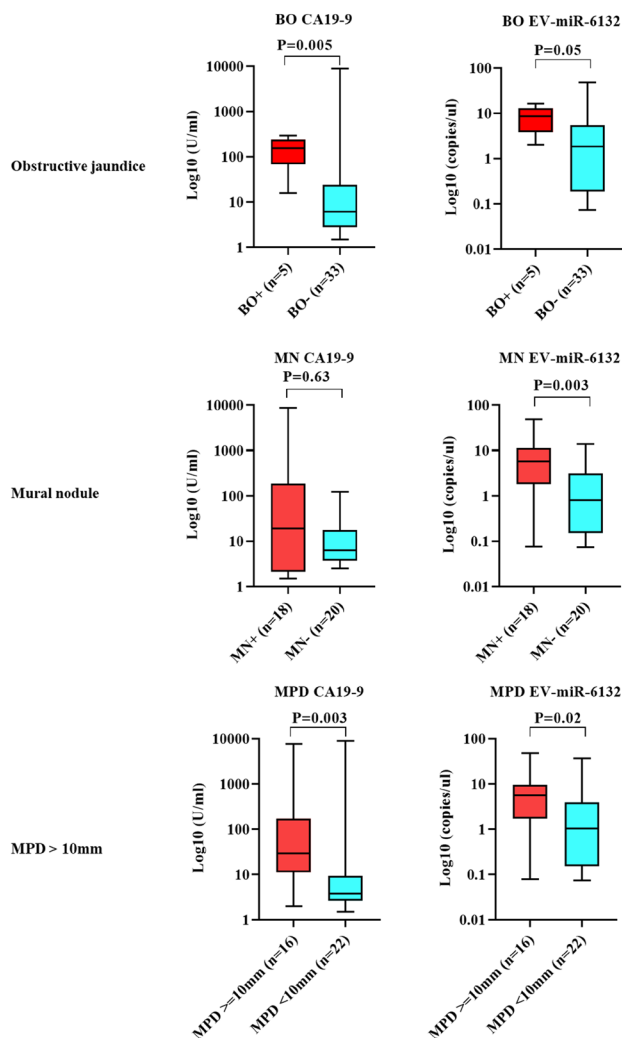 BO CA19-9
P=0.005
Log10 (U/ml)
10000
1000
100
10
1
BO+ (n=5)
BO- (n=33)
BO EV-miR-6132
P=0.05
Log10 (copies/ul)
100
10
1
0.1
0.01
BO+ (n=5)
BO- (n=33)
Obstructive jaundice
MN CA19-9
P=0.63
Log10 (U/ml)
10000
1000
100
10
1
MN+ (n=18)
MN- (n=20)
MN EV-miR-6132
P=0.003
Log10 (copies/ul)
100
10
1
0.1
0.01
MN+ (n=18)
MN- (n=20)
Mural nodule
MPD CA19-9
P=0.003
Log10 (U/ml)
10000
1000
100
10
1
MPD >=10mm (n=16)
MPD <10mm (n=22)
MPD EV-miR-6132
P=0.02
Log10 (copies/ul)
100
10
1
0.1
0.01
MPD >=10mm (n=16)
MPD <10mm (n=22)
MPD > 10mm